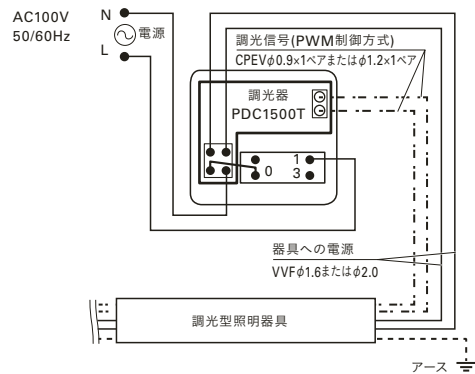 AC100V
50/60Hz
N
電源
L
調光信号(PWM制御方式)
CPEVφ0.9×1ペアまたはφ1.2×1ペア
調光器
PDC1500T
1
0
3
器具への電源
VVFφ1.6またはφ2.0
調光型照明器具
アース